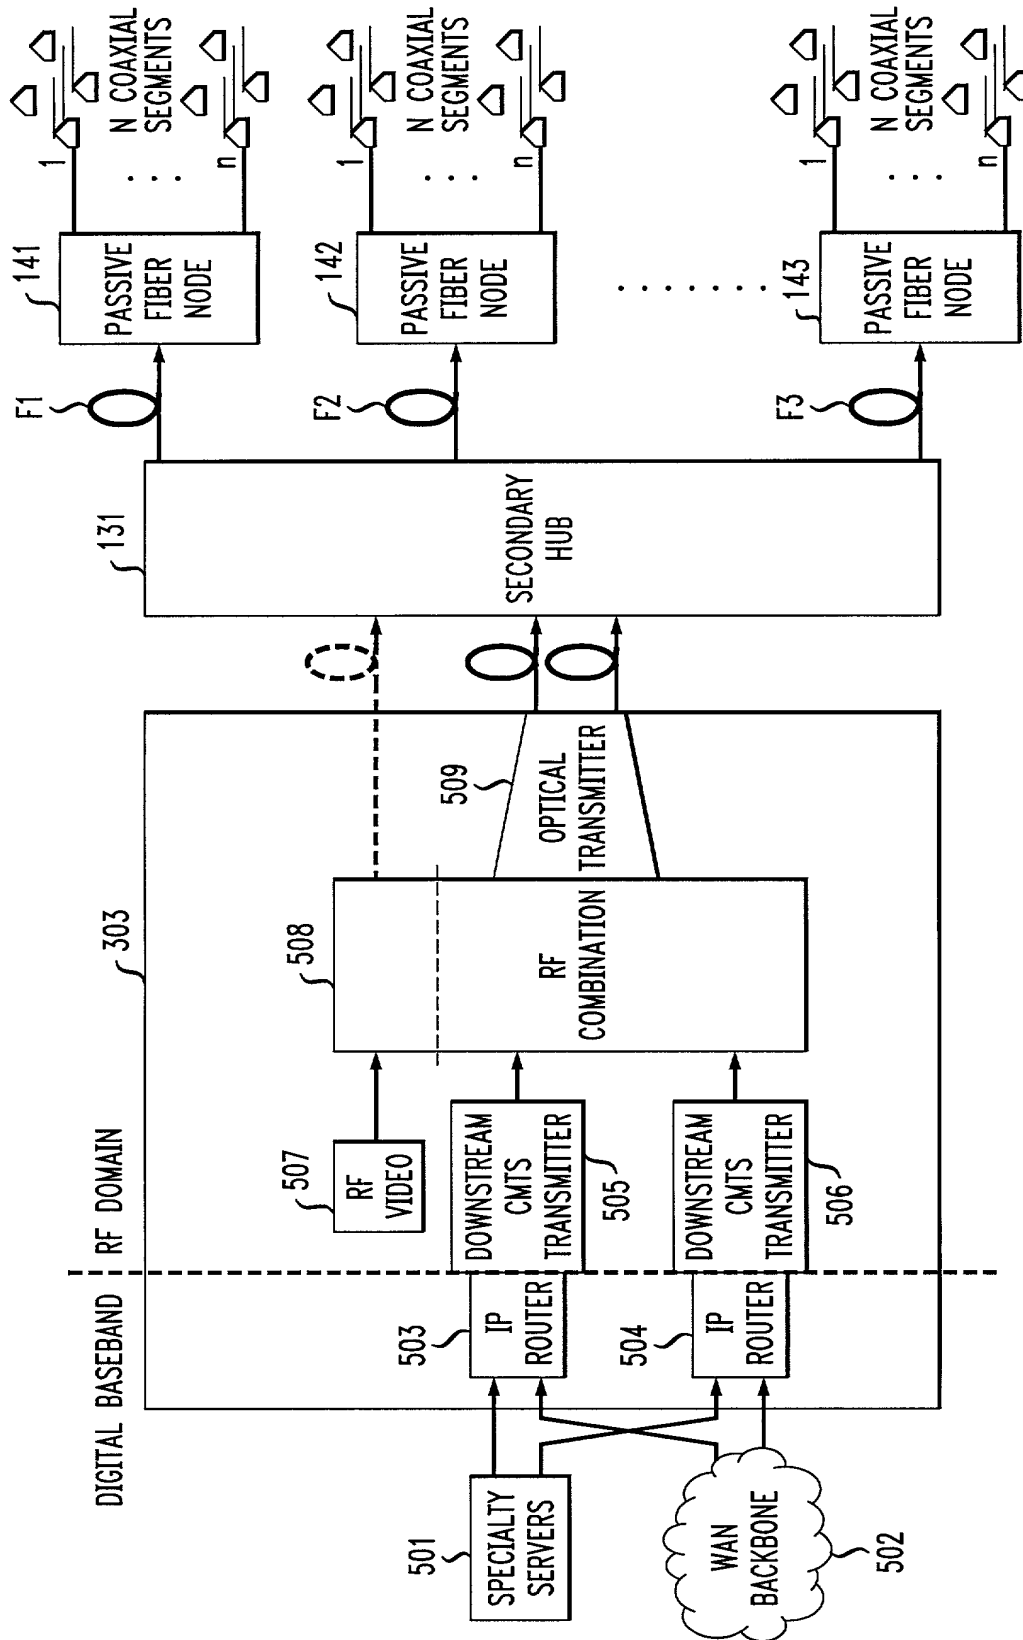 DIGITAL BASEBAND
RF DOMAIN
303
501
SPECIALTY
SERVERS
WAN
BACKBONE
502
503
IP
ROUTER
504
IP
ROUTER
507
RF
VIDEO
DOWNSTREAM
CMTS
TRANSMITTER
505
DOWNSTREAM
CMTS
TRANSMITTER
506
508
RF
COMBINATION
509
OPTICAL
TRANSMITTER
131
SECONDARY
HUB
F1
F2
F3
141
PASSIVE
FIBER
NODE
1
. . .
n
N COAXIAL
SEGMENTS
142
PASSIVE
FIBER
NODE
1
. . .
n
N COAXIAL
SEGMENTS
. . . . . . .
143
PASSIVE
FIBER
NODE
1
. . .
n
N COAXIAL
SEGMENTS